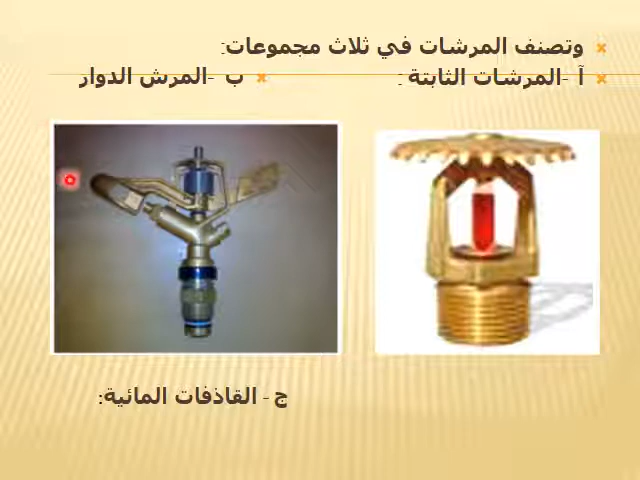 وتصنف المرشات في ثلاث مجموعات:
آ -المرشات الثابتة :
ب -المرش الدوار
ج - القاذفات المائية: